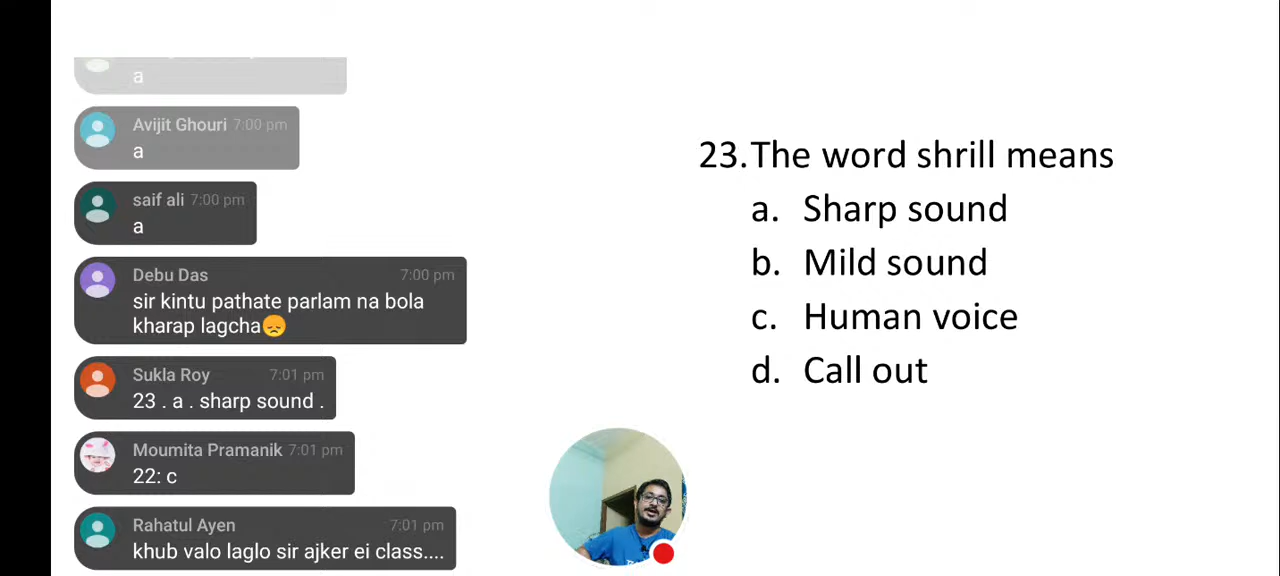 a
Avijit Ghouri 7:00 pm
a
saif ali 7:00 pm
a
Debu Das 7:00 pm
sir kintu pathate parlam na bola
kharap lagcha😞
Sukla Roy 7:01 pm
23 . a . sharp sound .
Moumita Pramanik 7:01 pm
22: c
Rahatul Ayen 7:01 pm
khub valo laglo sir ajker ei class....
23. The word shrill means
a. Sharp sound
b. Mild sound
c. Human voice
d. Call out